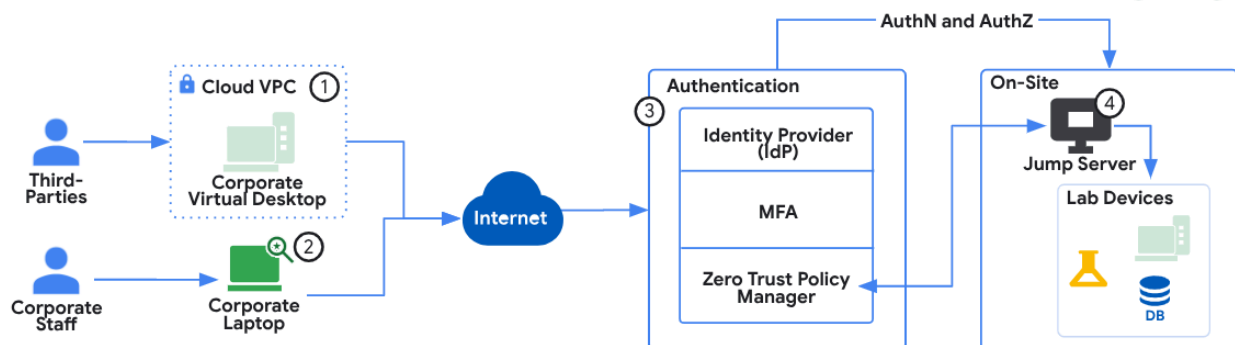 AuthN and AuthZ
Cloud VPC
1
Third-
Parties
Corporate
Virtual Desktop
Corporate
Staff
2
Corporate
Laptop
Internet
3
Authentication
Identity Provider
(IdP)
MFA
Zero Trust Policy
Manager
On-Site
4
Jump Server
Lab Devices
DB